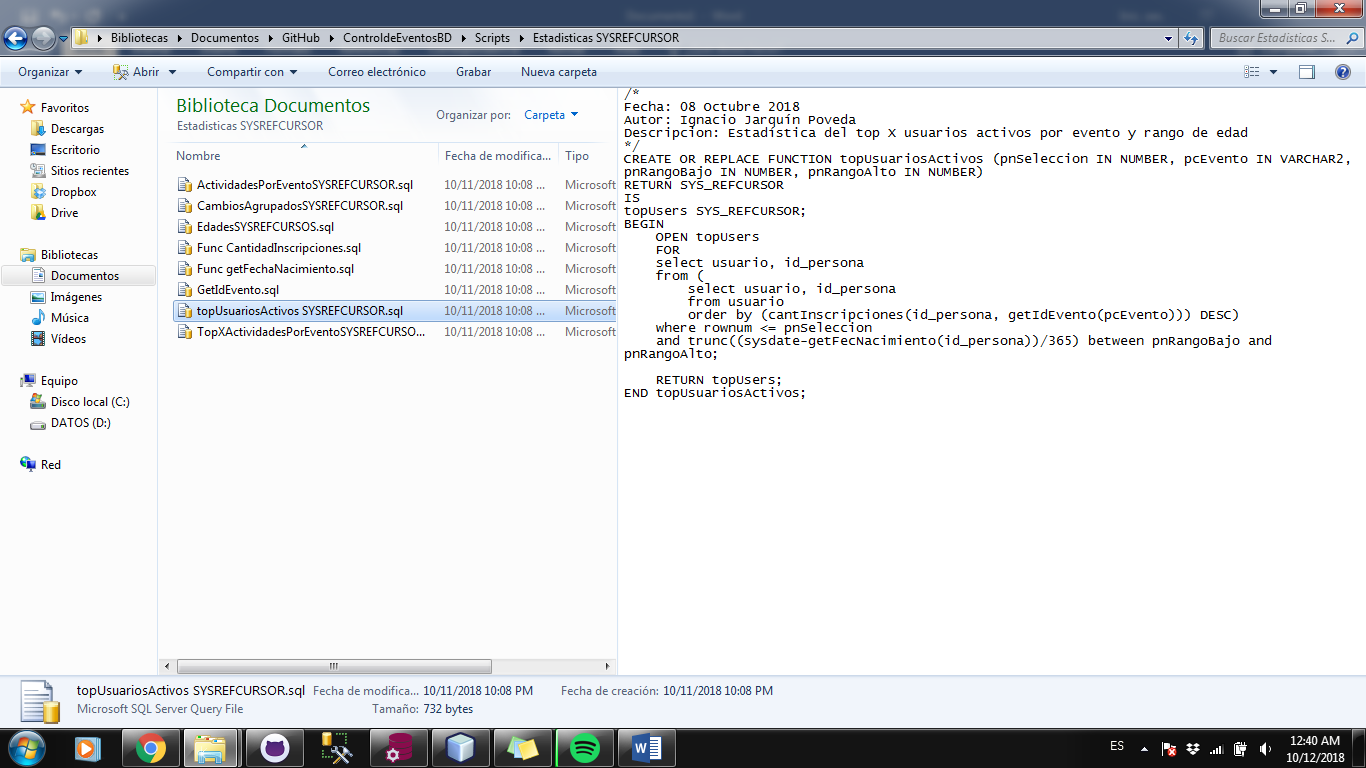 Bibliotecas
Documentos
GitHub
ControldeEventosBD
Scripts
Estadisticas SYSREFCURSOR
Buscar Estadisticas S...
Organizar
Abrir
Compartir con
Correo electrónico
Grabar
Nueva carpeta
Favoritos
Descargas
Escritorio
Sitios recientes
Dropbox
Drive
Bibliotecas
Documentos
Imágenes
Música
Vídeos
Equipo
Disco local (C:)
DATOS (D:)
Red
Biblioteca Documentos
Estadisticas SYSREFCURSOR
Organizar por: Carpeta
Nombre Fecha de modifica... Tipo
ActividadesPorEventoSYSREFCURSOR.sql 10/11/2018 10:08 ... Microsoft
CambiosAgrupadosSYSREFCURSOR.sql 10/11/2018 10:08 ... Microsoft
EdadesSYSREFCURSOS.sql 10/11/2018 10:08 ... Microsoft
Func CantidadInscripciones.sql 10/11/2018 10:08 ... Microsoft
Func getFechaNacimiento.sql 10/11/2018 10:08 ... Microsoft
GetIdEvento.sql 10/11/2018 10:08 ... Microsoft
topUsuariosActivos SYSREFCURSOR.sql 10/11/2018 10:08 ... Microsoft
TopXActividadesPorEventoSYSREFCURSO... 10/11/2018 10:08 ... Microsoft
/*
Fecha: 08 Octubre 2018
Autor: Ignacio Jarquín Poveda
Descripcion: Estadística del top X usuarios activos por evento y rango de edad
*/
CREATE OR REPLACE FUNCTION topUsuariosActivos (pnSeleccion IN NUMBER, pcEvento IN VARCHAR2,
pnRangoBajo IN NUMBER, pnRangoAlto IN NUMBER)
RETURN SYS_REFCURSOR
IS
topUsers SYS_REFCURSOR;
BEGIN
OPEN topUsers
FOR
select usuario, id_persona
from (
select usuario, id_persona
from usuario
order by (cantInscripciones(id_persona, getIdEvento(pcEvento))) DESC)
where rownum <= pnSeleccion
and trunc((sysdate-getFecNacimiento(id_persona))/365) between pnRangoBajo and
pnRangoAlto;
RETURN topUsers;
END topUsuariosActivos;
topUsuariosActivos SYSREFCURSOR.sql Fecha de modifica... 10/11/2018 10:08 PM Fecha de creación: 10/11/2018 10:08 PM
Microsoft SQL Server Query File Tamaño: 732 bytes
ES
12:40 AM
10/12/2018